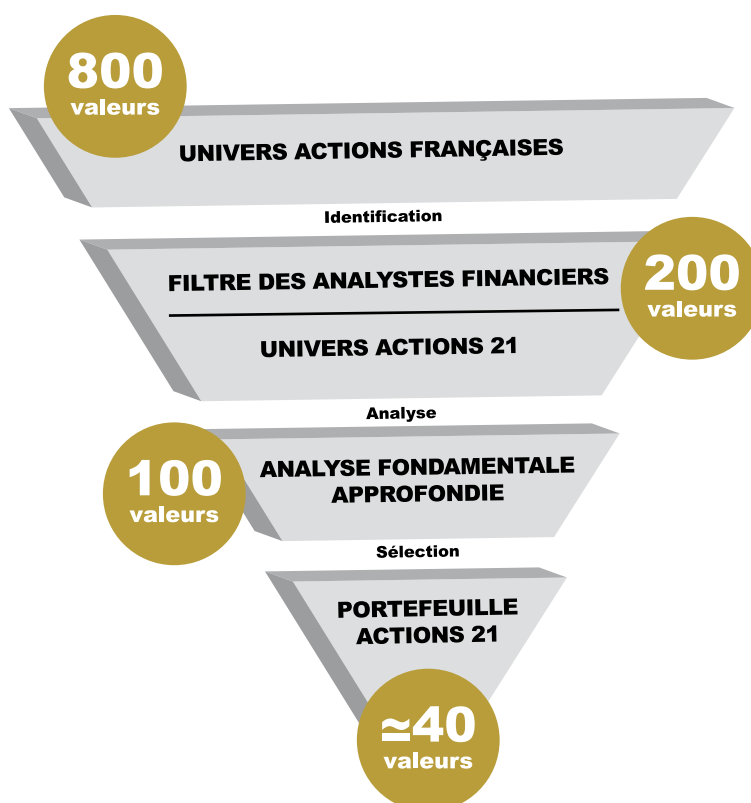 800
valeurs
UNIVERS ACTIONS FRANÇAISES
Identification
FILTRE DES ANALYSTES FINANCIERS
200
valeurs
UNIVERS ACTIONS 21
Analyse
100
valeurs
ANALYSE FONDAMENTALE
APPROFONDIE
Sélection
PORTEFEUILLE
ACTIONS 21
≃40
valeurs